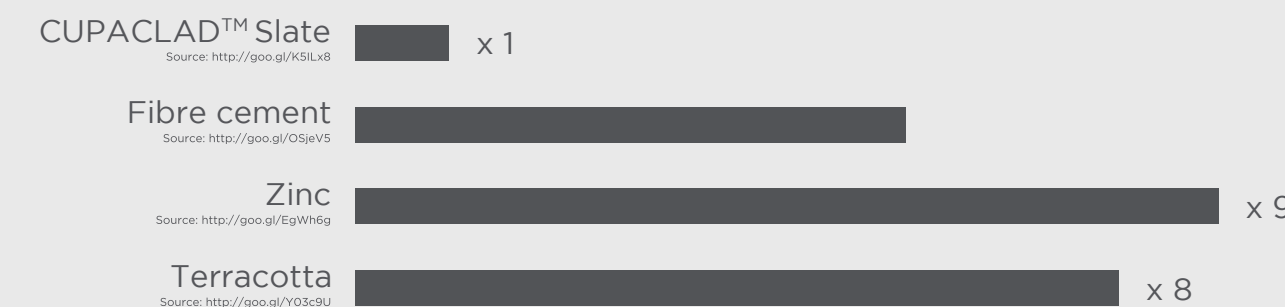 CUPACLAD™ Slate
Source: http://goo.gl/K5ILx8
x 1
Fibre cement
Source: http://goo.gl/OSjeV5
Zinc
Source: http://goo.gl/EgWh6g
x 9
Terracotta
Source: http://goo.gl/Y03c9U
x 8